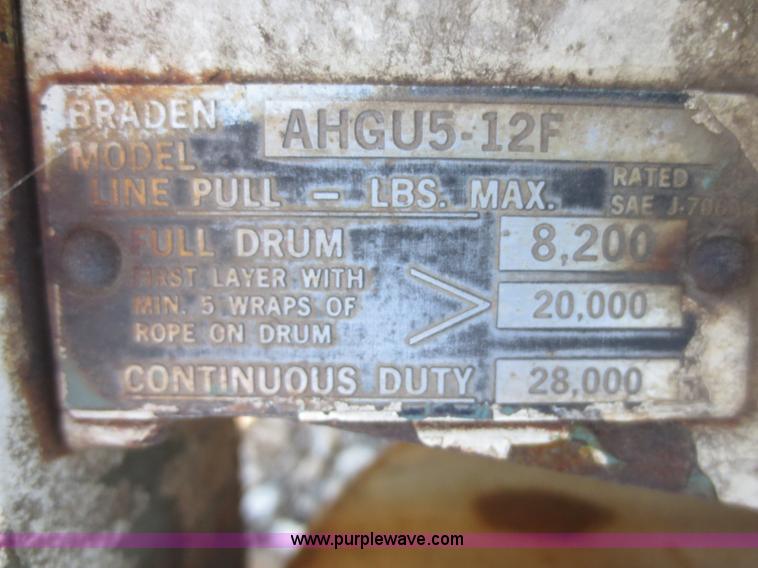 BRADEN
MODEL AHGU5-12F
LINE PULL - LBS. MAX. RATED
SAE
FULL DRUM 8,200
FIRST LAYER WITH
MIN. 5 WRAPS OF > 20,000
ROPE ON DRUM
CONTINUOUS DUTY 28,000
www.purplewave.com